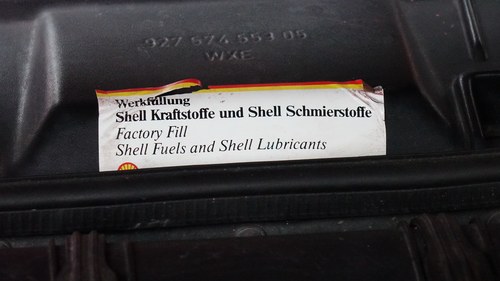 927 574 553 05
WXE
Werkfüllung
Shell Kraftstoffe und Shell Schmierstoffe
Factory Fill
Shell Fuels and Shell Lubricants